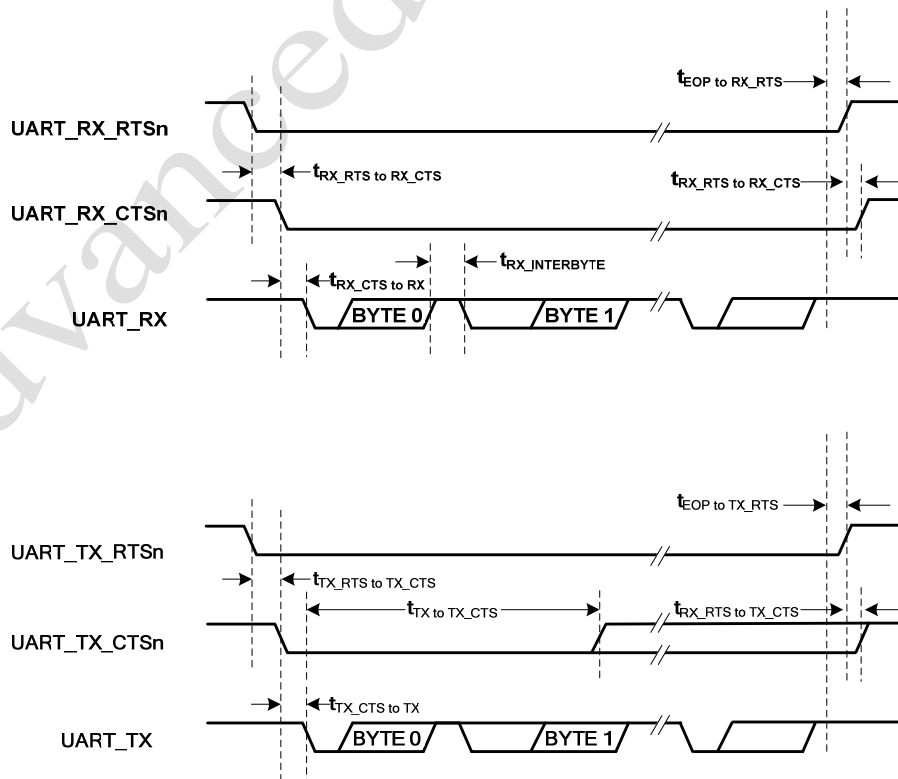 Advanced
tEOP to RX_RTS
UART_RX_RTSn
tRX_RTS to RX_CTS
tRX_RTS to RX_CTS
UART_RX_CTSn
tRX_CTS to RX
tRX_INTERBYTE
UART_RX
BYTE 0
BYTE 1
tEOP to TX_RTS
UART_TX_RTSn
tTX_RTS to TX_CTS
tTX to TX_CTS
tRX_RTS to TX_CTS
UART_TX_CTSn
tTX_CTS to TX
UART_TX
BYTE 0
BYTE 1